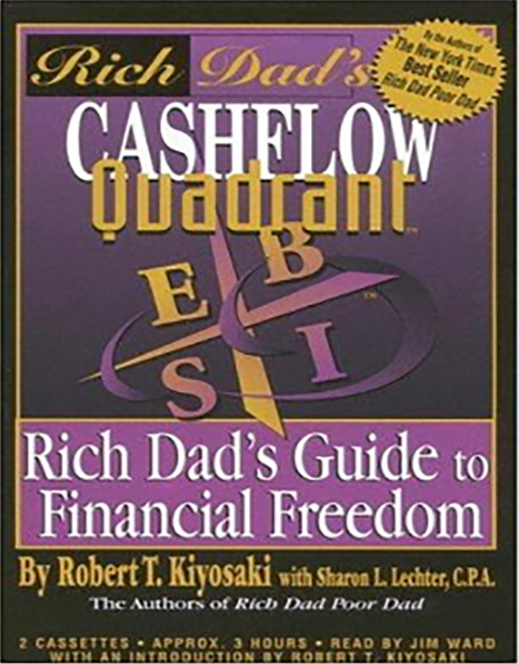 Rich Dad's
By the Authors of
The New York Times
Best Seller
Rich Dad Poor Dad
CASHFLOW
Quadrant™
E B
™
S I
Rich Dad's Guide to
Financial Freedom
By Robert T. Kiyosaki with Sharon L. Lechter, C.P.A.
The Authors of Rich Dad Poor Dad
2 CASSETTES • APPROX. 3 HOURS • READ BY JIM WARD
WITH AN INTRODUCTION BY ROBERT T. KIYOSAKI